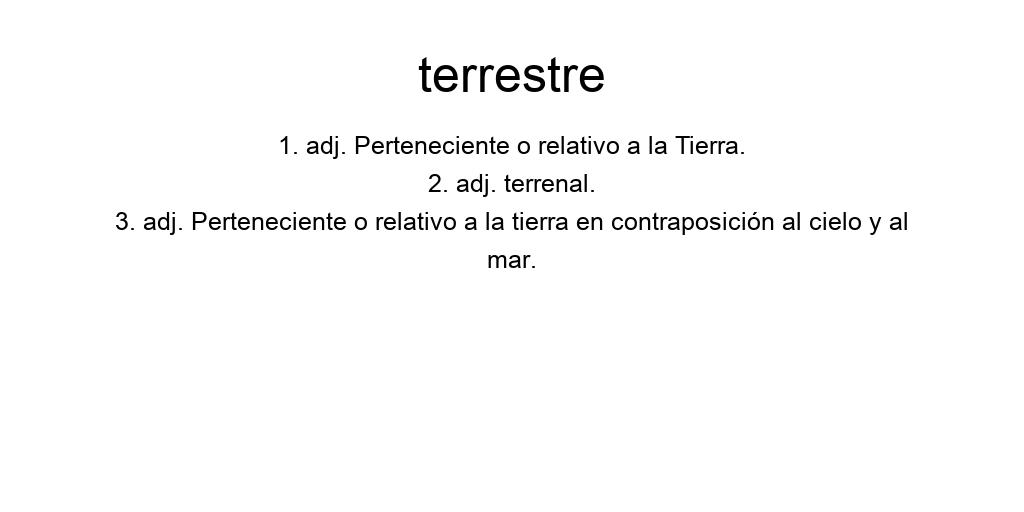 terrestre
1. adj. Perteneciente o relativo a la Tierra.
2. adj. terrenal.
3. adj. Perteneciente o relativo a la tierra en contraposición al cielo y al
mar.